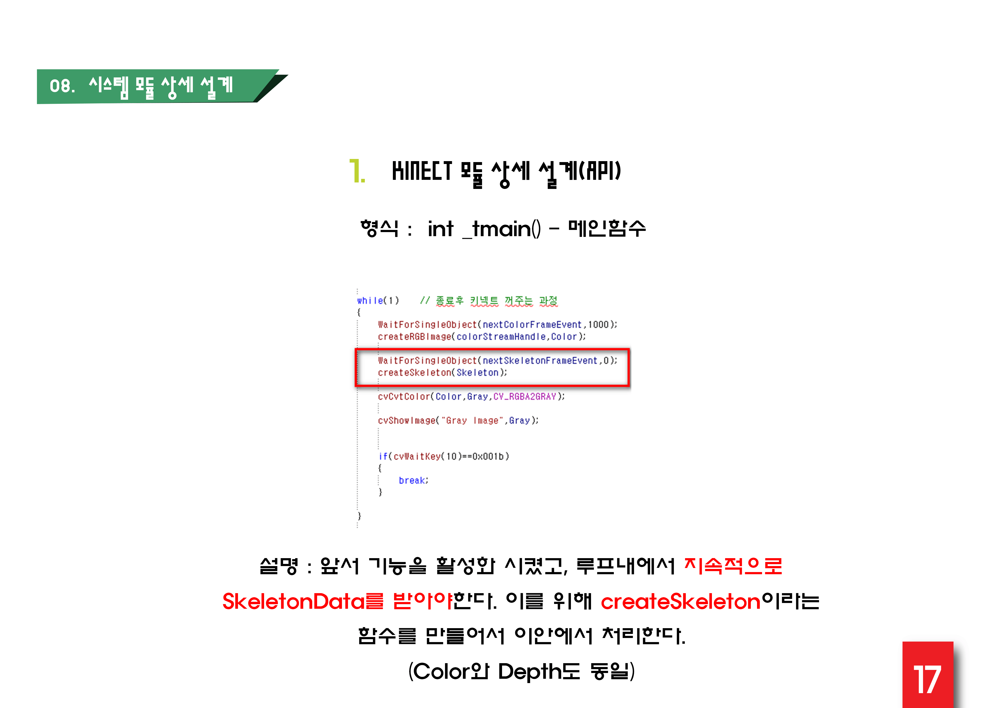 08. 시스템 모듈 상세 설계
1. KINECT 모듈 상세 설계(API)
형식 : int _tmain() – 메인함수
while(1) // 종료후 키넥트 꺼주는 과정
{
WaitForSingleObject(nextColorFrameEvent,1000);
createRGBImage(colorStreamHandle,Color);
WaitForSingleObject(nextSkeletonFrameEvent,0);
createSkeleton(Skeleton);
cvCvtColor(Color,Gray,CV_RGBA2GRAY);
cvShowImage("Gray Image",Gray);
if(cvWaitKey(10)==0x001b)
{
break;
}
}
설명 : 앞서 기능을 활성화 시켰고, 루프내에서 지속적으로
SkeletonData를 받아야한다. 이를 위해 createSkeleton이라는
함수를 만들어서 이안에서 처리한다.
(Color와 Depth도 동일)
17